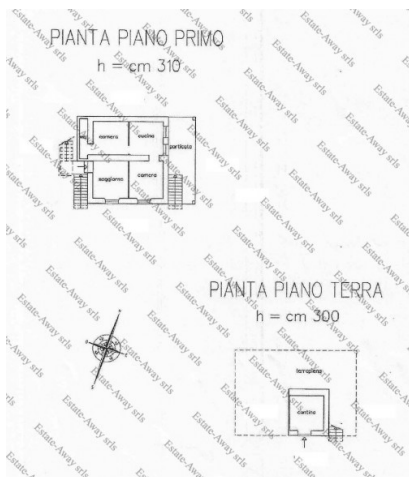 PIANTA PIANO PRIMO
h = cm 310
camera
cucina
porticato
soggiorno
camera
PIANTA PIANO TERRA
h = cm 300
terrapieno
cantina
Estate-Away srls